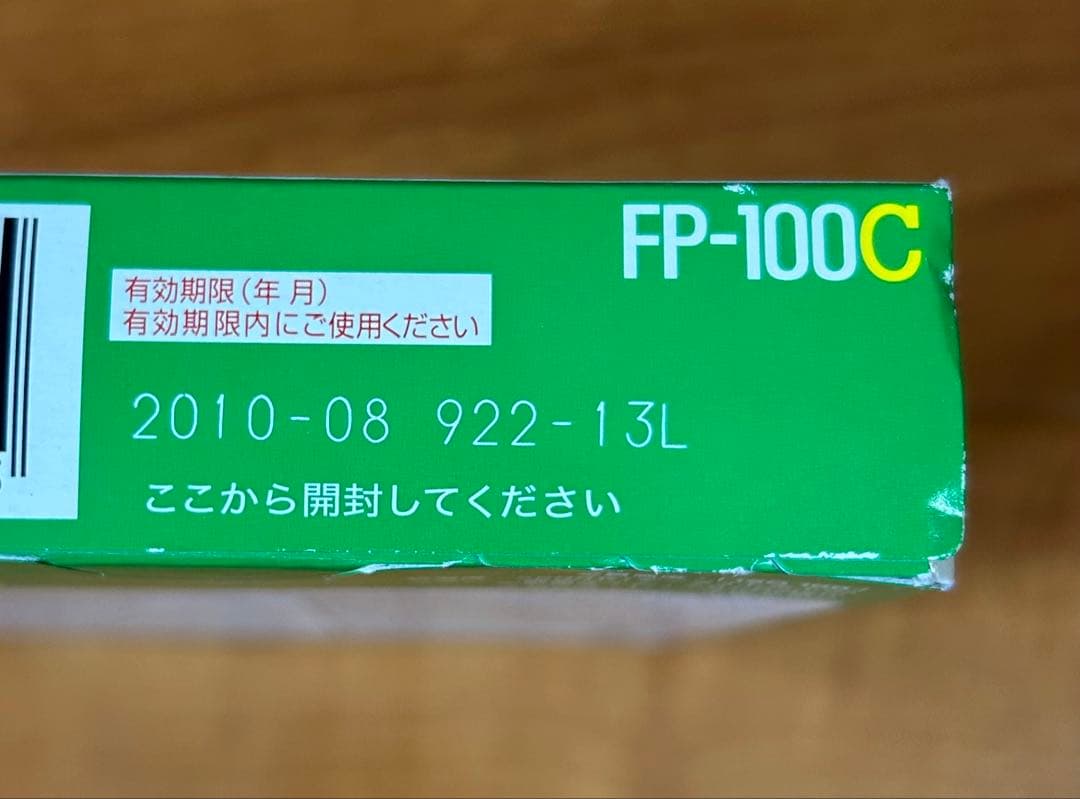 FP-100C
有効期限(年 月)
有効期限内にご使用ください
2010-08 922-13L
ここから開封してください